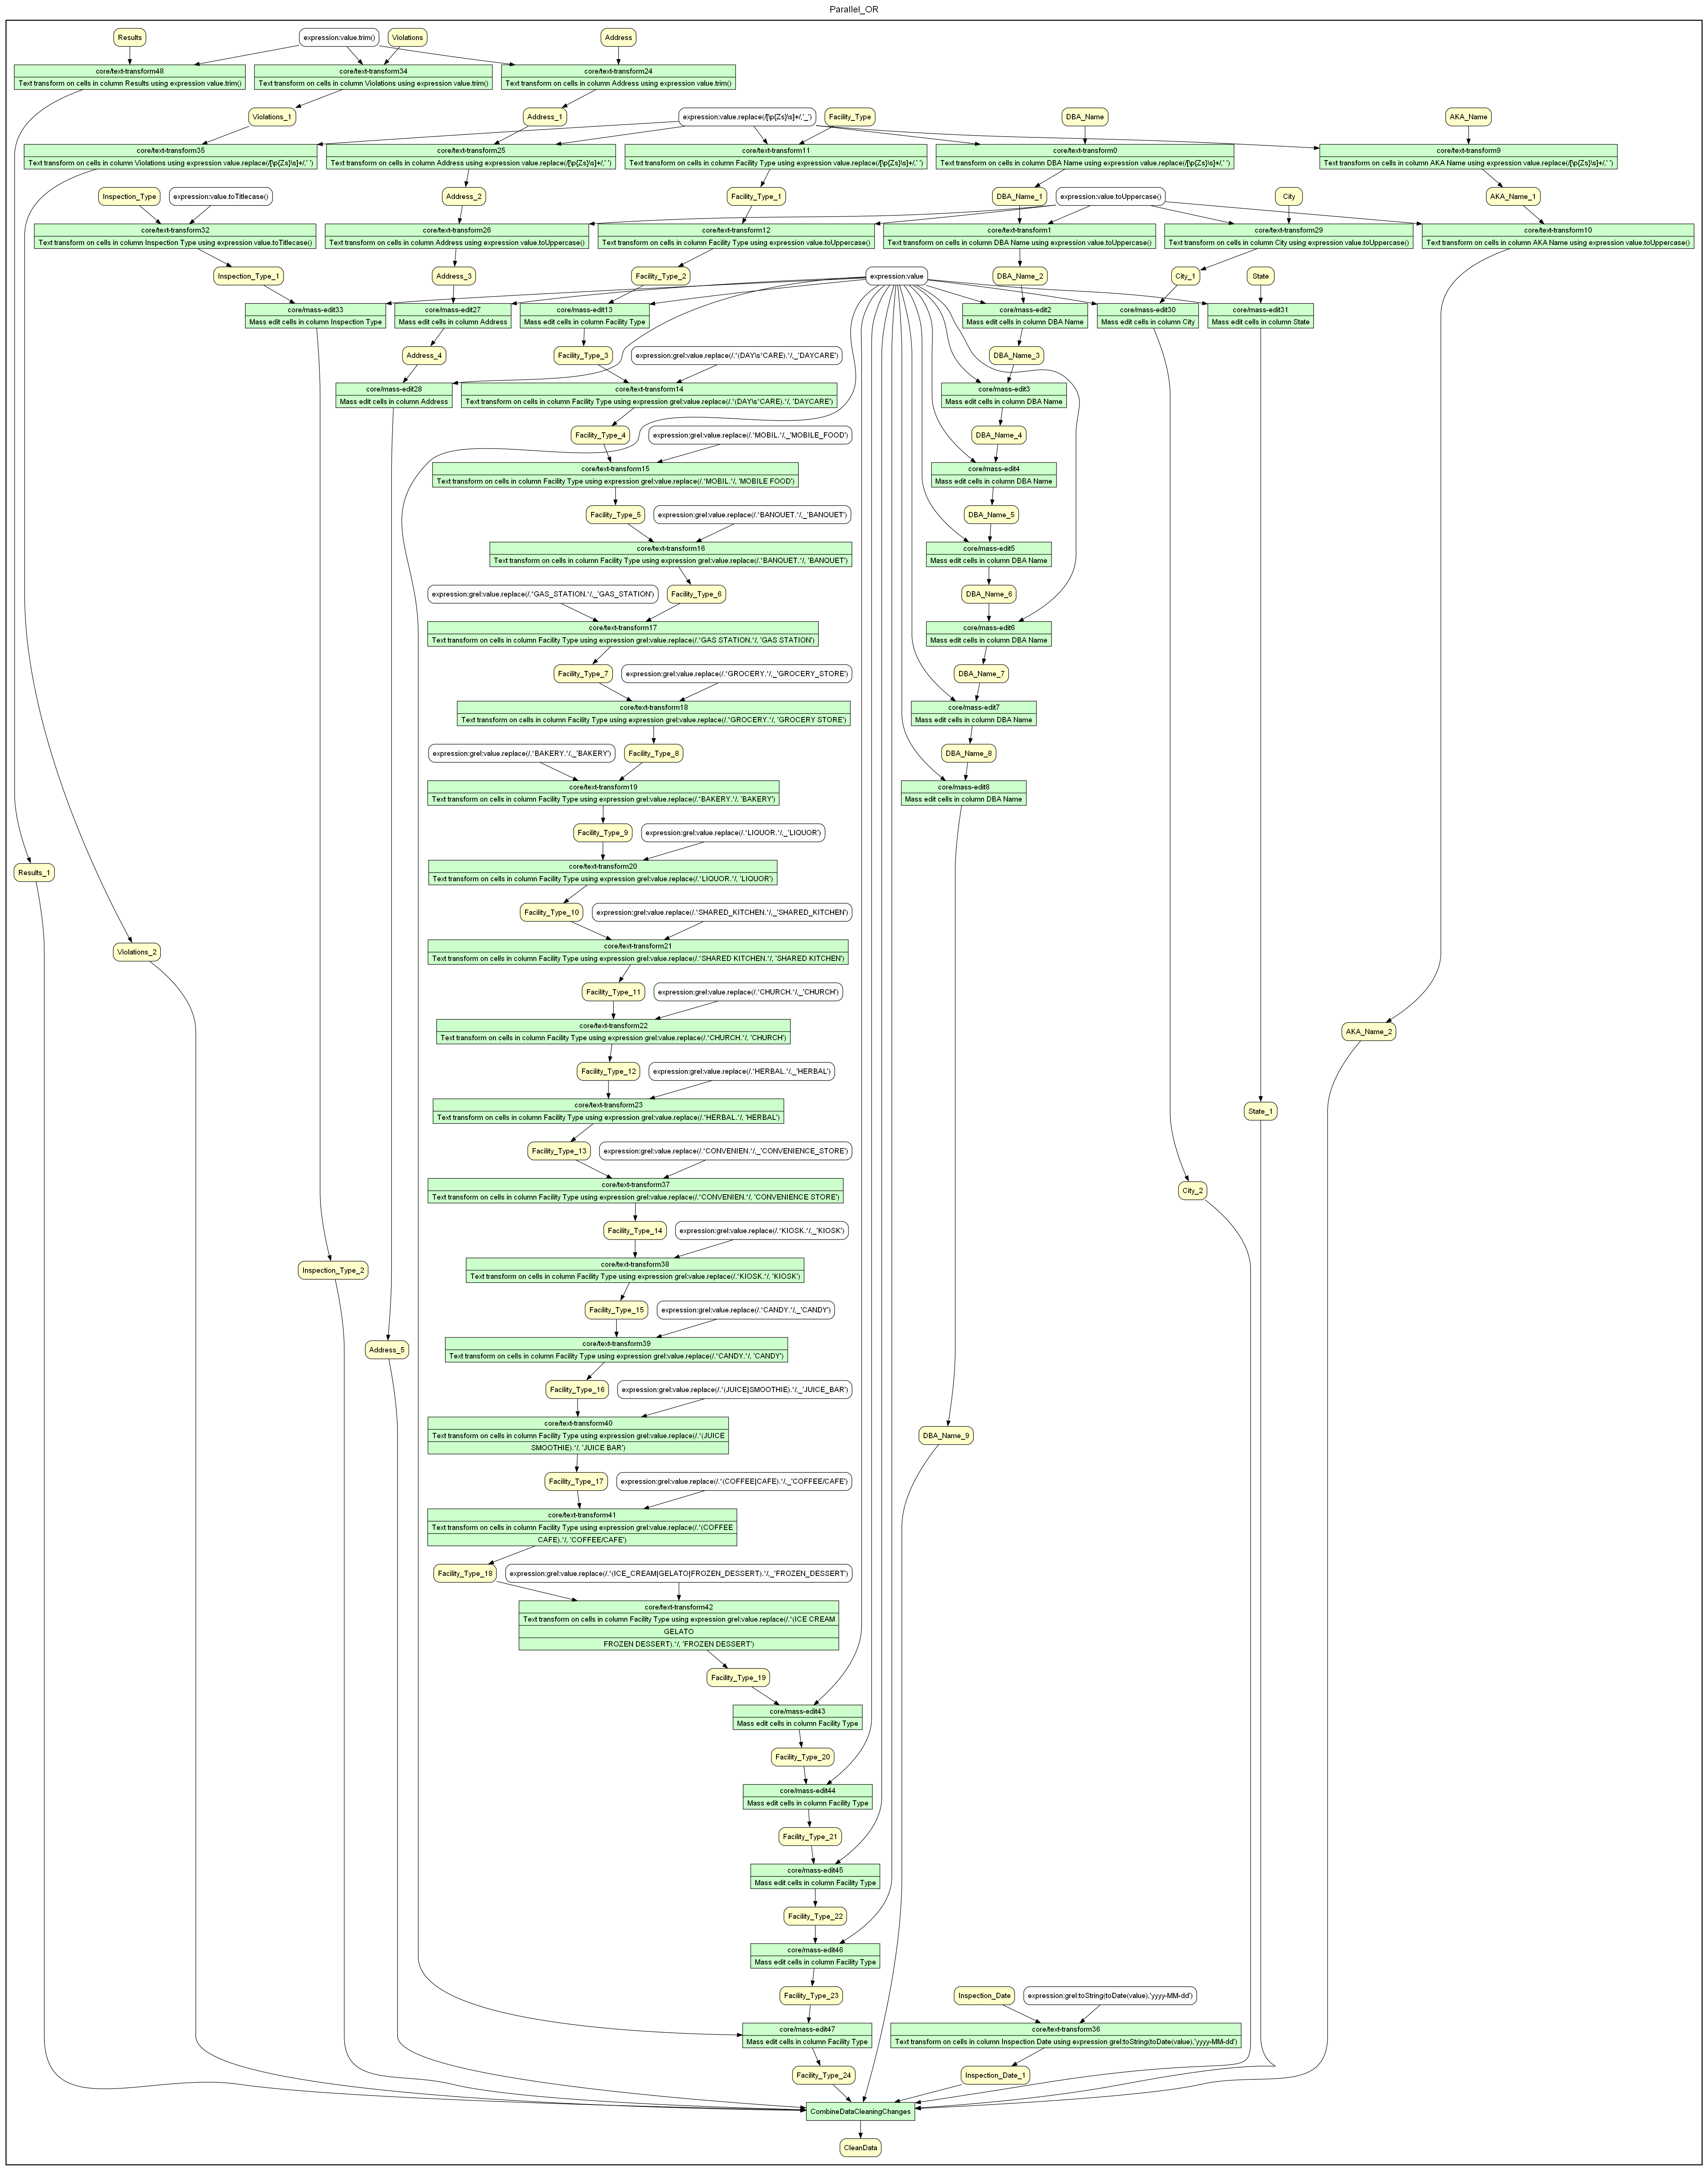 Parallel_OR
Results
expression:value.trim()
Violations
Address
core/text-transform48
Text transform on cells in column Results using expression value.trim()
core/text-transform34
Text transform on cells in column Violations using expression value.trim()
core/text-transform24
Text transform on cells in column Address using expression value.trim()
Violations_1
Address_1
expression:value.replace(/[\p{Zs}\s]+/,'_')
Facility_Type
DBA_Name
AKA_Name
core/text-transform35
Text transform on cells in column Violations using expression value.replace(/[\p{Zs}\s]+/,' ')
core/text-transform25
Text transform on cells in column Address using expression value.replace(/[\p{Zs}\s]+/,' ')
core/text-transform11
Text transform on cells in column Facility Type using expression value.replace(/[\p{Zs}\s]+/,' ')
core/text-transform0
Text transform on cells in column DBA Name using expression value.replace(/[\p{Zs}\s]+/,' ')
core/text-transform9
Text transform on cells in column AKA Name using expression value.replace(/[\p{Zs}\s]+/,' ')
Inspection_Type
expression:value.toTitlecase()
Address_2
Facility_Type_1
DBA_Name_1
expression:value.toUppercase()
City
AKA_Name_1
core/text-transform32
Text transform on cells in column Inspection Type using expression value.toTitlecase()
core/text-transform26
Text transform on cells in column Address using expression value.toUppercase()
core/text-transform12
Text transform on cells in column Facility Type using expression value.toUppercase()
core/text-transform1
Text transform on cells in column DBA Name using expression value.toUppercase()
core/text-transform29
Text transform on cells in column City using expression value.toUppercase()
core/text-transform10
Text transform on cells in column AKA Name using expression value.toUppercase()
Inspection_Type_1
Address_3
Facility_Type_2
expression:value
DBA_Name_2
City_1
State
core/mass-edit33
Mass edit cells in column Inspection Type
core/mass-edit27
Mass edit cells in column Address
core/mass-edit13
Mass edit cells in column Facility Type
core/mass-edit2
Mass edit cells in column DBA Name
core/mass-edit30
Mass edit cells in column City
core/mass-edit31
Mass edit cells in column State
Address_4
Facility_Type_3
expression:grel:value.replace(/.*(DAY\s*CARE).*/,_'DAYCARE')
DBA_Name_3
core/mass-edit28
Mass edit cells in column Address
core/text-transform14
Text transform on cells in column Facility Type using expression grel:value.replace(/.*(DAY\s*CARE).*/, 'DAYCARE')
core/mass-edit3
Mass edit cells in column DBA Name
Facility_Type_4
expression:grel:value.replace(/.*MOBIL.*/,_'MOBILE_FOOD')
DBA_Name_4
core/text-transform15
Text transform on cells in column Facility Type using expression grel:value.replace(/.*MOBIL.*/, 'MOBILE FOOD')
core/mass-edit4
Mass edit cells in column DBA Name
Facility_Type_5
expression:grel:value.replace(/.*BANQUET.*/,_'BANQUET')
DBA_Name_5
core/text-transform16
Text transform on cells in column Facility Type using expression grel:value.replace(/.*BANQUET.*/, 'BANQUET')
core/mass-edit5
Mass edit cells in column DBA Name
expression:grel:value.replace(/.*GAS_STATION.*/,_'GAS_STATION')
Facility_Type_6
DBA_Name_6
core/text-transform17
Text transform on cells in column Facility Type using expression grel:value.replace(/.*GAS STATION.*/, 'GAS STATION')
core/mass-edit6
Mass edit cells in column DBA Name
Facility_Type_7
expression:grel:value.replace(/.*GROCERY.*/,_'GROCERY_STORE')
DBA_Name_7
core/text-transform18
Text transform on cells in column Facility Type using expression grel:value.replace(/.*GROCERY.*/, 'GROCERY STORE')
core/mass-edit7
Mass edit cells in column DBA Name
expression:grel:value.replace(/.*BAKERY.*/,_'BAKERY')
Facility_Type_8
DBA_Name_8
core/text-transform19
Text transform on cells in column Facility Type using expression grel:value.replace(/.*BAKERY.*/, 'BAKERY')
core/mass-edit8
Mass edit cells in column DBA Name
Facility_Type_9
expression:grel:value.replace(/.*LIQUOR.*/,_'LIQUOR')
core/text-transform20
Text transform on cells in column Facility Type using expression grel:value.replace(/.*LIQUOR.*/, 'LIQUOR')
Results_1
Facility_Type_10
expression:grel:value.replace(/.*SHARED_KITCHEN.*/,_'SHARED_KITCHEN')
core/text-transform21
Text transform on cells in column Facility Type using expression grel:value.replace(/.*SHARED KITCHEN.*/, 'SHARED KITCHEN')
Violations_2
Facility_Type_11
expression:grel:value.replace(/.*CHURCH.*/,_'CHURCH')
core/text-transform22
Text transform on cells in column Facility Type using expression grel:value.replace(/.*CHURCH.*/, 'CHURCH')
AKA_Name_2
Facility_Type_12
expression:grel:value.replace(/.*HERBAL.*/,_'HERBAL')
core/text-transform23
Text transform on cells in column Facility Type using expression grel:value.replace(/.*HERBAL.*/, 'HERBAL')
State_1
Facility_Type_13
expression:grel:value.replace(/.*CONVENIEN.*/,_'CONVENIENCE_STORE')
core/text-transform37
Text transform on cells in column Facility Type using expression grel:value.replace(/.*CONVENIEN.*/, 'CONVENIENCE STORE')
City_2
Facility_Type_14
expression:grel:value.replace(/.*KIOSK.*/,_'KIOSK')
core/text-transform38
Text transform on cells in column Facility Type using expression grel:value.replace(/.*KIOSK.*/, 'KIOSK')
Inspection_Type_2
Facility_Type_15
expression:grel:value.replace(/.*CANDY.*/,_'CANDY')
core/text-transform39
Text transform on cells in column Facility Type using expression grel:value.replace(/.*CANDY.*/, 'CANDY')
Address_5
Facility_Type_16
expression:grel:value.replace(/.*(JUICE|SMOOTHIE).*/,_'JUICE_BAR')
core/text-transform40
Text transform on cells in column Facility Type using expression grel:value.replace(/.*(JUICE
SMOOTHIE).*/, 'JUICE BAR')
DBA_Name_9
Facility_Type_17
expression:grel:value.replace(/.*(COFFEE|CAFE).*/,_'COFFEE/CAFE')
core/text-transform41
Text transform on cells in column Facility Type using expression grel:value.replace(/.*(COFFEE
CAFE).*/, 'COFFEE/CAFE')
Facility_Type_18
expression:grel:value.replace(/.*(ICE_CREAM|GELATO|FROZEN_DESSERT).*/,_'FROZEN_DESSERT')
core/text-transform42
Text transform on cells in column Facility Type using expression grel:value.replace(/.*(ICE CREAM
GELATO
FROZEN DESSERT).*/, 'FROZEN DESSERT')
Facility_Type_19
core/mass-edit43
Mass edit cells in column Facility Type
Facility_Type_20
core/mass-edit44
Mass edit cells in column Facility Type
Facility_Type_21
core/mass-edit45
Mass edit cells in column Facility Type
Facility_Type_22
core/mass-edit46
Mass edit cells in column Facility Type
Facility_Type_23
Inspection_Date
expression:grel:toString(toDate(value),'yyyy-MM-dd')
core/mass-edit47
Mass edit cells in column Facility Type
core/text-transform36
Text transform on cells in column Inspection Date using expression grel:toString(toDate(value),'yyyy-MM-dd')
Facility_Type_24
Inspection_Date_1
CombineDataCleaningChanges
CleanData